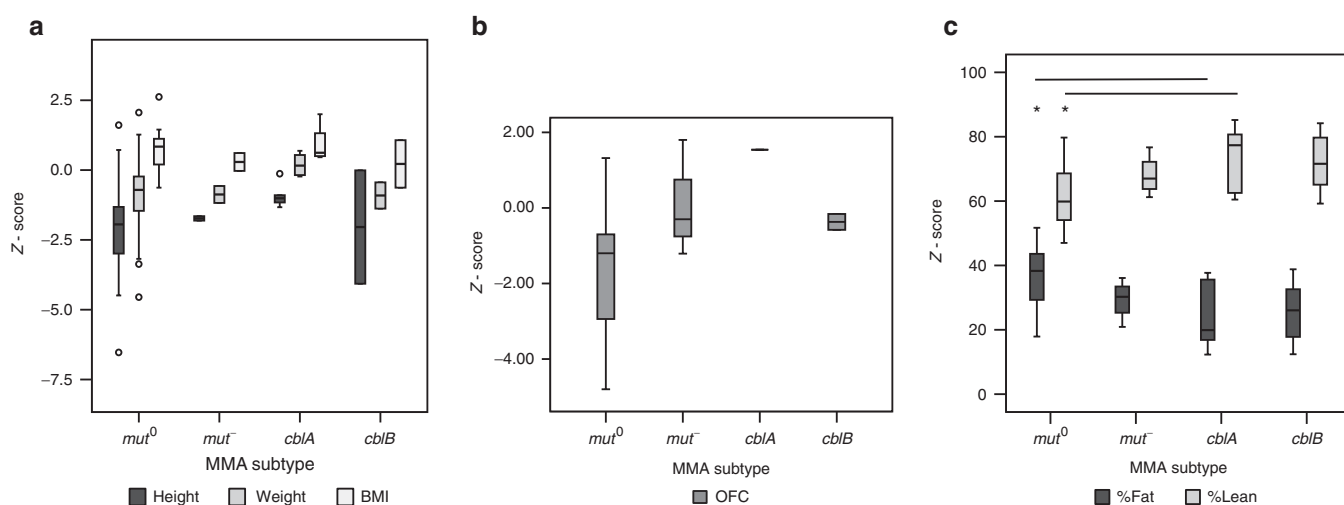 a
2.5
0.0
−2.5
−5.0
−7.5
Z - score
mut⁰ mut⁻ cblA cblB
MMA subtype
Height Weight BMI
b
2.00
0.00
−2.00
−4.00
Z - score
mut⁰ mut⁻ cblA cblB
MMA subtype
OFC
c
100
80
60
40
20
0
Z - score
* *
mut⁰ mut⁻ cblA cblB
MMA subtype
%Fat %Lean